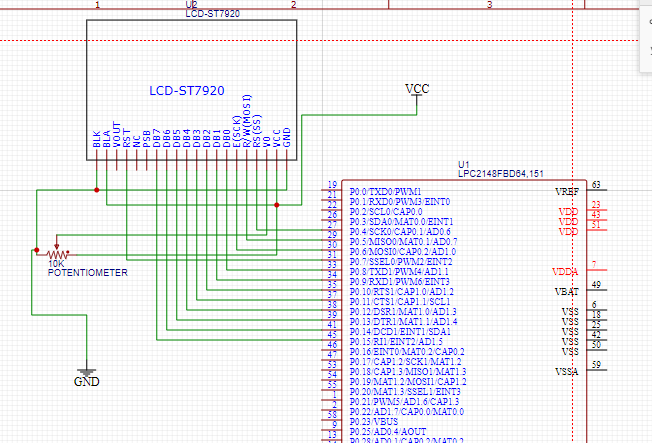 1
U2
2
3
LCD-ST7920
LCD-ST7920
BLK
BLA
VOUT
RST
NC
PSB
DB7
DB6
DB5
DB4
DB3
DB2
DB1
DB0
E(SCK)
R/W(MOSI)
RS(SS)
VO
VCC
GND
VCC
U1
LPC2148FBD64,151
19 P0.0/TXD0/PWM1 VREF 63
21 P0.1/RXD0/PWM3/EINT0
22 P0.2/SCL0/CAP0.0 VDD 23
26 P0.3/SDA0/MAT0.0/EINT1 VDD 43
27 P0.4/SCK0/CAP0.1/AD0.6 VDD 51
29 P0.5/MISO0/MAT0.1/AD0.7
30 P0.6/MOSI0/CAP0.2/AD1.0
31 P0.7/SSEL0/PWM2/EINT2
33 P0.8/TXD1/PWM4/AD1.1 VDDA 7
34 P0.9/RXD1/PWM6/EINT3
35 P0.10/RTS1/CAP1.0/AD1.2 VBAT 49
37 P0.11/CTS1/CAP1.1/SCL1
38 P0.12/DSR1/MAT1.0/AD1.3 VSS 6
39 P0.13/DTR1/MAT1.1/AD1.4 VSS 18
41 P0.14/DCD1/EINT1/SDA1 VSS 25
45 P0.15/RI1/EINT2/AD1.5 VSS 42
46 P0.16/EINT0/MAT0.2/CAP0.2 VSS 50
47 P0.17/CAP1.2/SCK1/MAT1.2
53 P0.18/CAP1.3/MISO1/MAT1.3 VSSA 59
54 P0.19/MAT1.2/MOSI1/CAP1.2
55 P0.20/MAT1.3/SSEL1/EINT3
1 P0.21/PWM5/AD1.6/CAP1.3
2 P0.22/AD1.7/CAP0.0/MAT0.0
58 P0.23/VBUS
9 P0.25/AD0.4/AOUT
13 P0.28/AD0.1/CAP0.2/MAT0.2
10K
POTENTIOMETER
GND